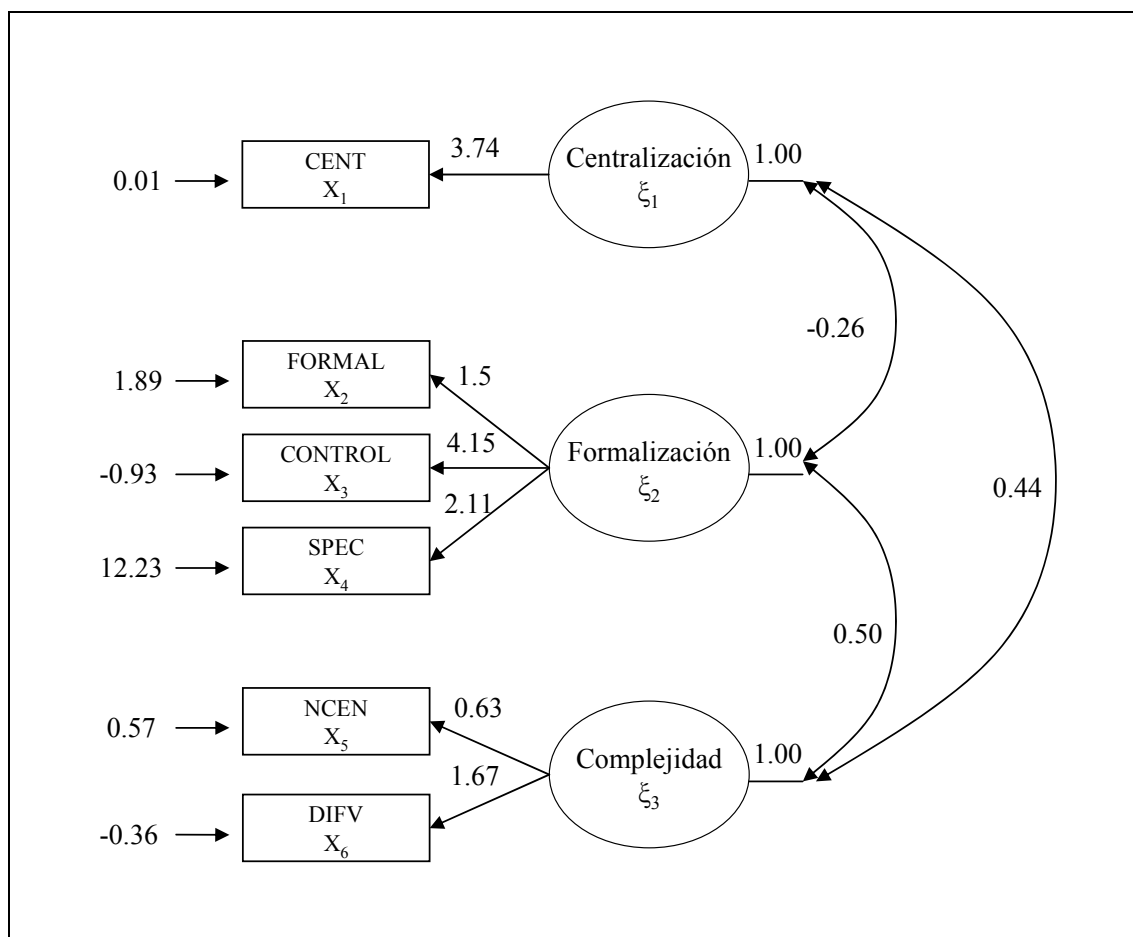 0.01
CENT
X1
3.74
Centralización
ξ1
1.00
-0.26
0.44
1.89
FORMAL
X2
1.5
-0.93
CONTROL
X3
4.15
Formalización
ξ2
1.00
12.23
SPEC
X4
2.11
0.50
0.57
NCEN
X5
0.63
Complejidad
ξ3
1.00
-0.36
DIFV
X6
1.67